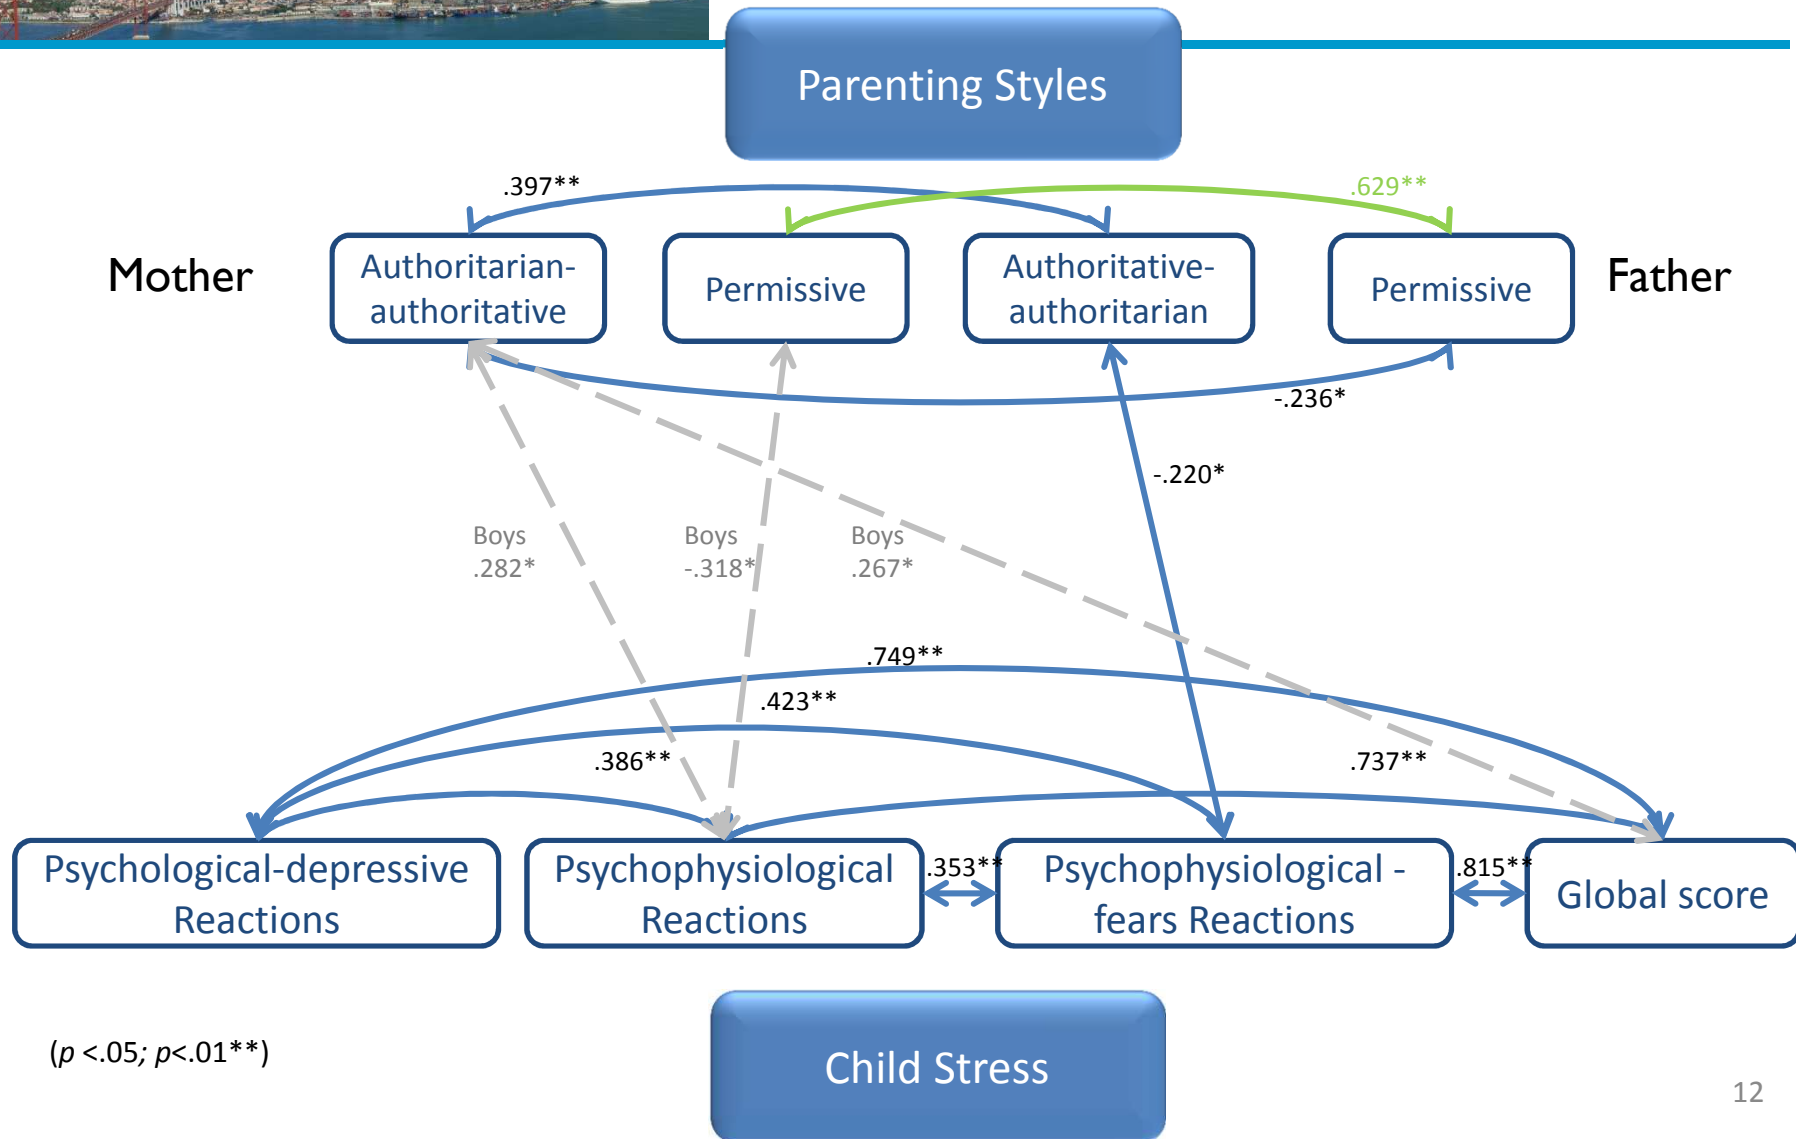 Parenting Styles
.397**
.629**
Mother
Authoritarian-
authoritative
Permissive
Authoritative-
authoritarian
Permissive
Father
-.236*
-.220*
Boys
.282*
Boys
-.318*
Boys
.267*
.749**
.423**
.386**
.737**
Psychological-depressive
Reactions
Psychophysiological
Reactions
.353**
Psychophysiological -
fears Reactions
.815**
Global score
(p <.05; p<.01**)
Child Stress
12